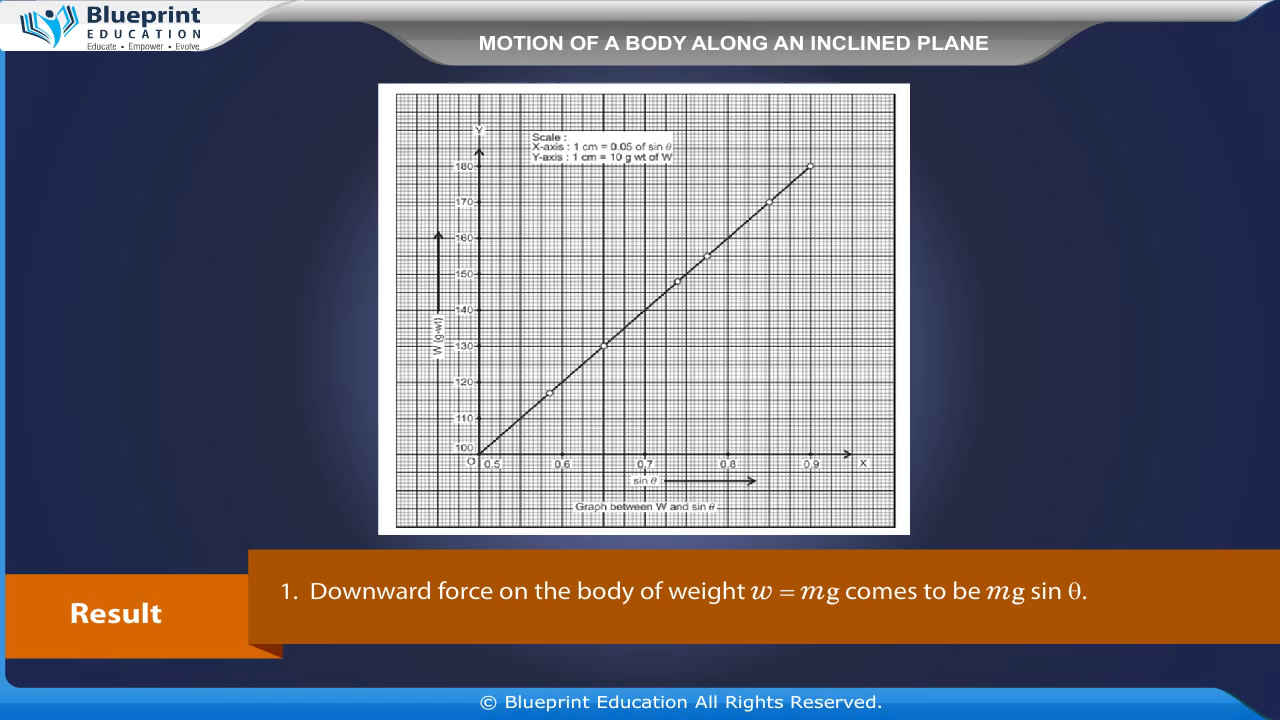 Blueprint
EDUCATION
Educate • Empower • Evolve
MOTION OF A BODY ALONG AN INCLINED PLANE
Y
Scale :
X-axis : 1 cm = 0.05 of sin θ
Y-axis : 1 cm = 10 g wt of W
180
170
160
150
140
W (g-wt)
130
120
110
100
O 0.5 0.6 0.7 0.8 0.9 X
sin θ
Graph between W and sin θ
Result
1. Downward force on the body of weight w = mg comes to be mg sin θ.
© Blueprint Education All Rights Reserved.